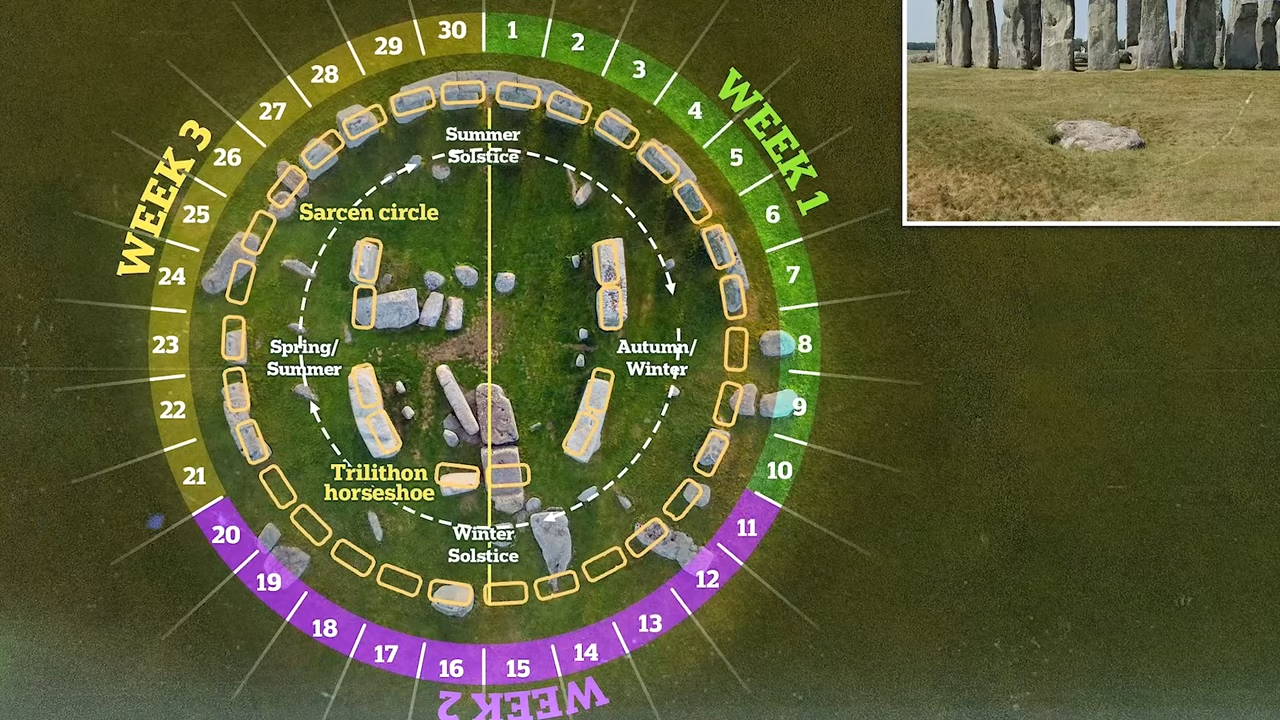 30
1
29
2
28
3
27
4
26
5
25
6
24
7
23
8
22
9
21
10
20
11
19
12
18
13
17
14
16
15
WEEK 1
WEEK 3
WEEK 2
Summer
Solstice
Sarcen circle
Spring/
Summer
Autumn/
Winter
Trilithon
horseshoe
Winter
Solstice